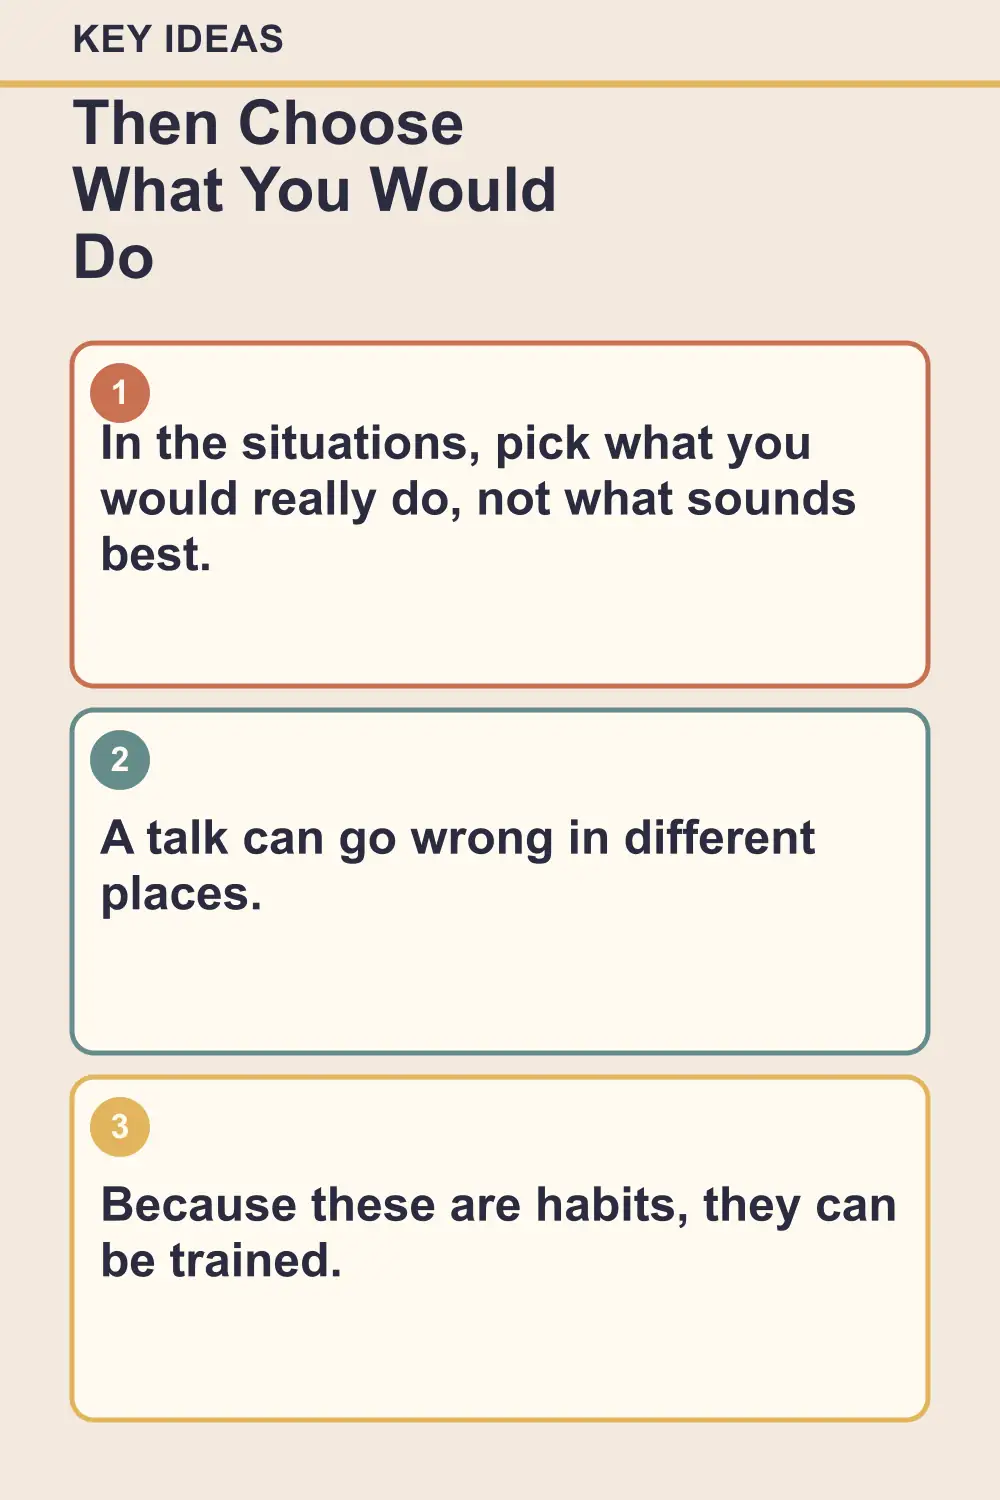 KEY IDEAS
Then Choose
What You Would
Do
1
In the situations, pick what you
would really do, not what sounds
best.
2
A talk can go wrong in different
places.
3
Because these are habits, they can
be trained.